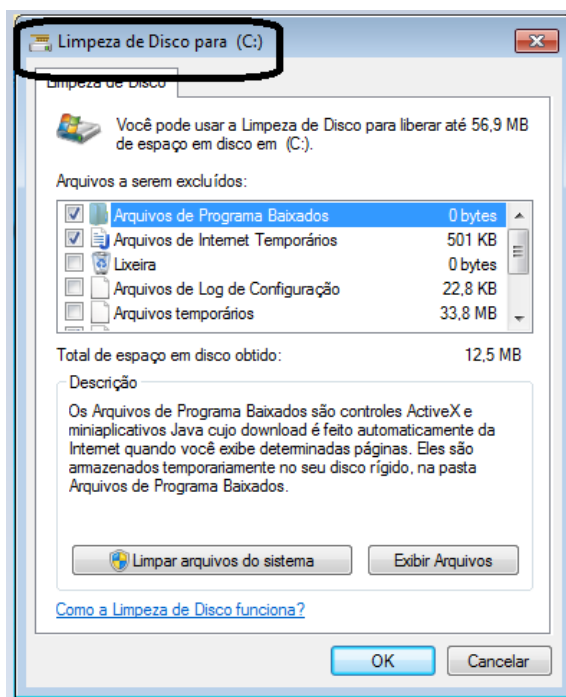 Limpeza de Disco para (C:)
Limpeza de Disco
Você pode usar a Limpeza de Disco para liberar até 56,9 MB
de espaço em disco em (C:).
Arquivos a serem excluídos:
Arquivos de Programa Baixados 0 bytes
Arquivos de Internet Temporários 501 KB
Lixeira 0 bytes
Arquivos de Log de Configuração 22,8 KB
Arquivos temporários 33,8 MB
Total de espaço em disco obtido: 12,5 MB
Descrição
Os Arquivos de Programa Baixados são controles ActiveX e
miniaplicativos Java cujo download é feito automaticamente da
Internet quando você exibe determinadas páginas. Eles são
armazenados temporariamente no seu disco rígido, na pasta
Arquivos de Programa Baixados.
Limpar arquivos do sistema Exibir Arquivos
Como a Limpeza de Disco funciona?
OK Cancelar